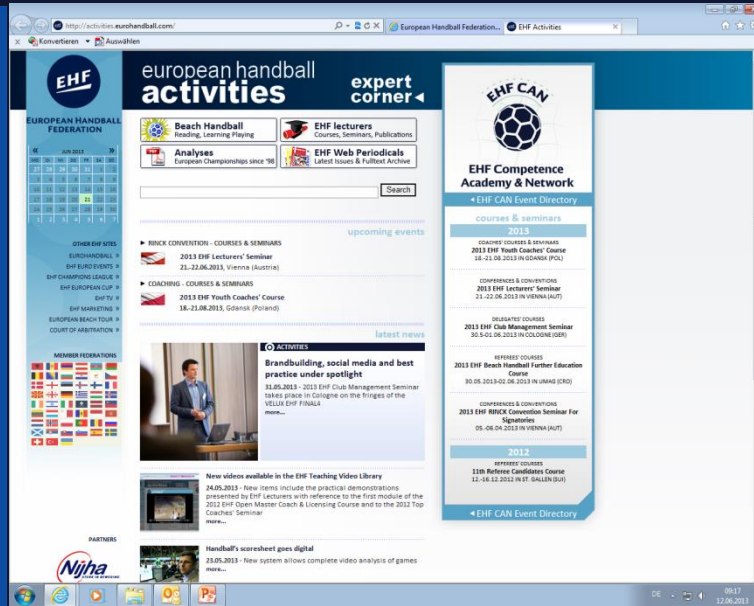 http://activities.eurohandball.com/
European Handball Federation...
EHF Activities
x Konvertieren Auswählen
EHF
EUROPEAN HANDBALL
FEDERATION
european handball
activities
expert
corner
Beach Handball
Reading, Learning Playing
EHF lecturers
Courses, Seminars, Publications
Analyses
European Championships since '98
EHF Web Periodicals
Latest Issues & Fulltext Archive
Search
JUN 2013
OTHER EHF SITES
EUROHANDBALL »
EHF EURO EVENTS »
EHF CHAMPIONS LEAGUE »
EHF EUROPEAN CUP »
EHF TV »
EHF MARKETING »
EUROPEAN BEACH TOUR »
COURT OF ARBITRATION »
MEMBER FEDERATIONS
PARTNERS
Nijha
upcoming events
RINCK CONVENTION - COURSES & SEMINARS
2013 EHF Lecturers' Seminar
21.-22.06.2013, Vienna (Austria)
COACHING - COURSES & SEMINARS
2013 EHF Youth Coaches' Course
18.-21.08.2013, Gdansk (Poland)
latest news
ACTIVITIES
Brandbuilding, social media and best
practice under spotlight
31.05.2013 - 2013 EHF Club Management Seminar
takes place in Cologne on the fringes of the
VELUX EHF FINAL4
more...
New videos available in the EHF Teaching Video Library
24.05.2013 - New items include the practical demonstrations
presented by EHF Lecturers with reference to the first module of the
2012 EHF Open Master Coach & Licensing Course and to the 2012 Top
Coaches' Seminar
more...
Handball's scoresheet goes digital
23.05.2013 - New system allows complete video analysis of games
more...
EHF CAN
EHF Competence
Academy & Network
EHF CAN Event Directory
courses & seminars
2013
COACHES' COURSES & SEMINARS
2013 EHF Youth Coaches' Course
18.-21.08.2013 IN GDANSK (POL)
CONFERENCES & CONVENTIONS
2013 EHF Lecturers' Seminar
21.-22.06.2013 IN VIENNA (AUT)
DELEGATES' COURSES
2013 EHF Club Management Seminar
30.5-01.06.2013 IN COLOGNE (GER)
REFEREES' COURSES
2013 EHF Beach Handball Further Education
Course
30.05.2013-02.06.2013 IN UMAG (CRO)
CONFERENCES & CONVENTIONS
2013 EHF RINCK Convention Seminar For
Signatories
05.-06.04.2013 IN VIENNA (AUT)
2012
REFEREES' COURSES
11th Referee Candidates Course
12.-16.12.2012 IN ST. GALLEN (SUI)
EHF CAN Event Directory
DE
09:17
12.06.2013